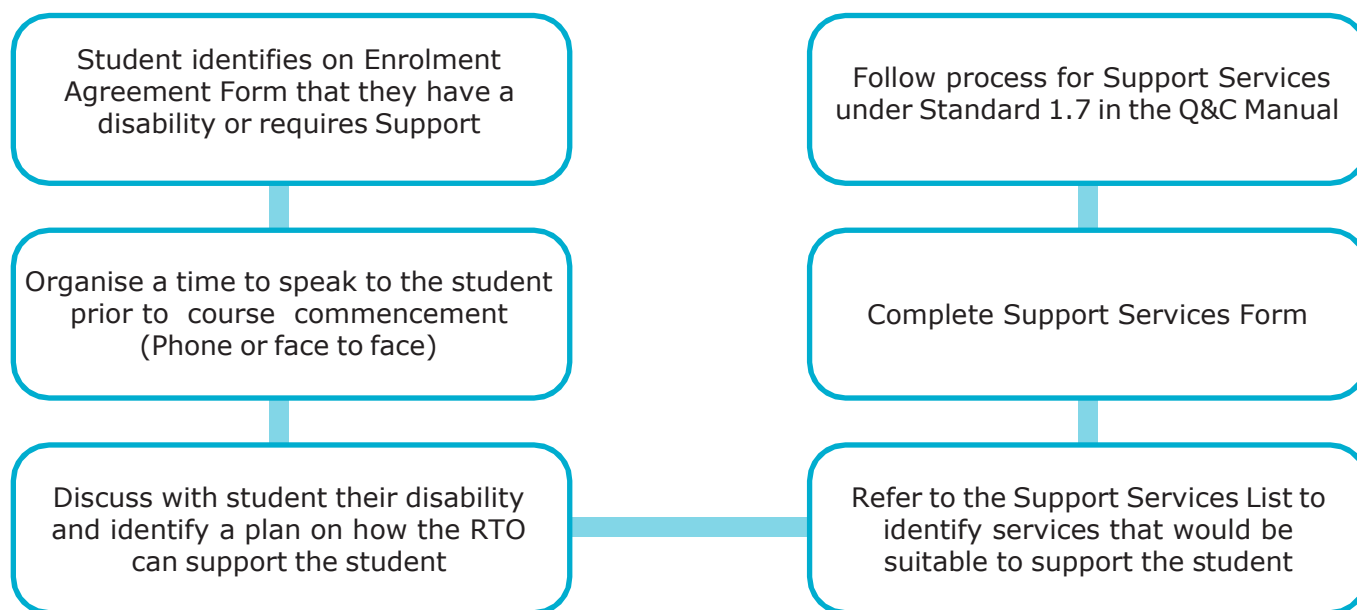 Student identifies on Enrolment
Agreement Form that they have a
disability or requires Support
Organise a time to speak to the student
prior to course commencement
(Phone or face to face)
Discuss with student their disability
and identify a plan on how the RTO
can support the student
Refer to the Support Services List to
identify services that would be
suitable to support the student
Complete Support Services Form
Follow process for Support Services
under Standard 1.7 in the Q&C Manual